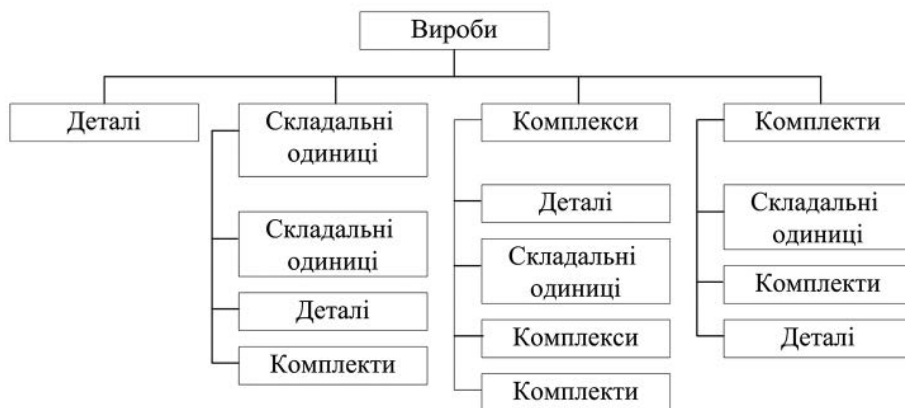 Вироби
Деталі
Складальні
одиниці
Складальні
одиниці
Деталі
Комплекти
Комплекси
Деталі
Складальні
одиниці
Комплекси
Комплекти
Комплекти
Складальні
одиниці
Комплекти
Деталі